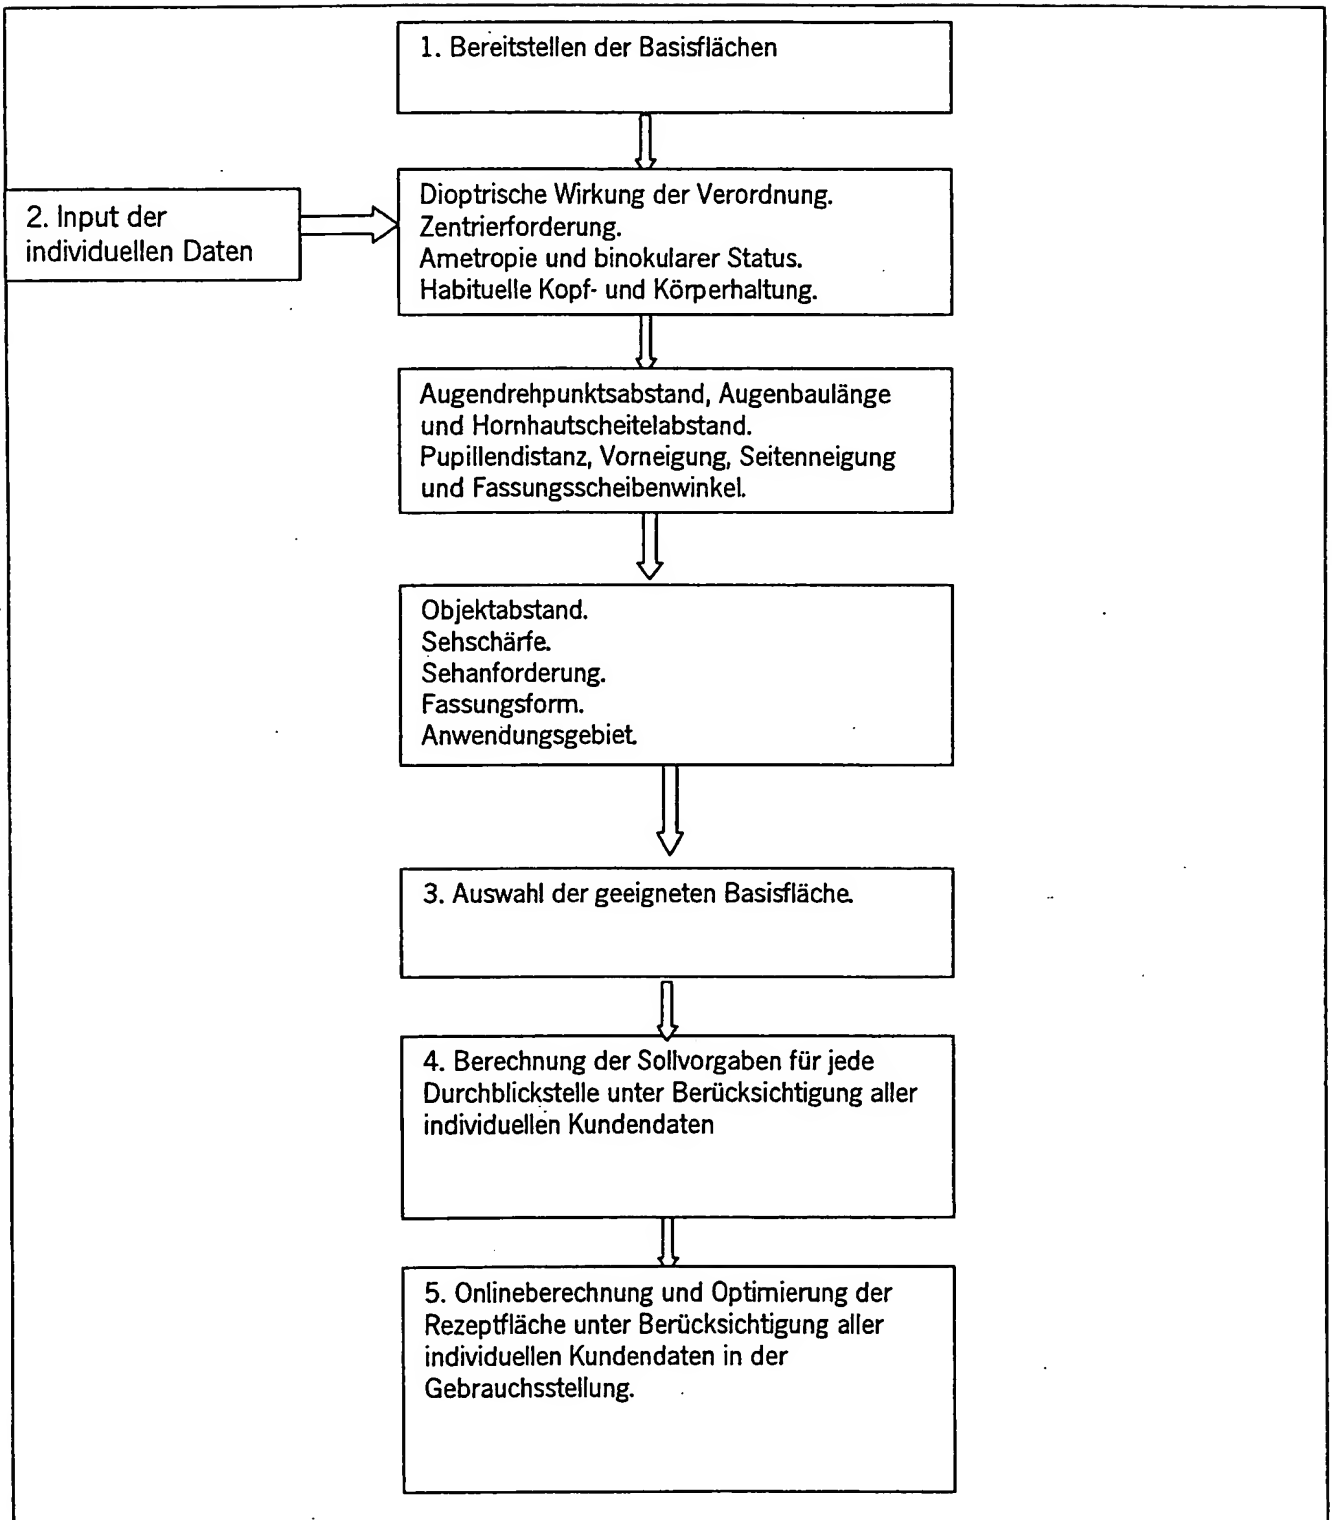 1. Bereitstellen der Basisflächen
2. Input der
individuellen Daten
Dioptrische Wirkung der Verordnung.
Zentrierforderung.
Ametropie und binokularer Status.
Habituelle Kopf- und Körperhaltung.
Augendrehpunktsabstand, Augenbaulänge
und Hornhautscheitelabstand.
Pupillendistanz, Vorneigung, Seitenneigung
und Fassungsscheibenwinkel.
Objektabstand.
Sehschärfe.
Sehanforderung.
Fassungsform.
Anwendungsgebiet.
3. Auswahl der geeigneten Basisfläche.
4. Berechnung der Sollvorgaben für jede
Durchblickstelle unter Berücksichtigung aller
individuellen Kundendaten
5. Onlineberechnung und Optimierung der
Rezeptfläche unter Berücksichtigung aller
individuellen Kundendaten in der
Gebrauchsstellung.